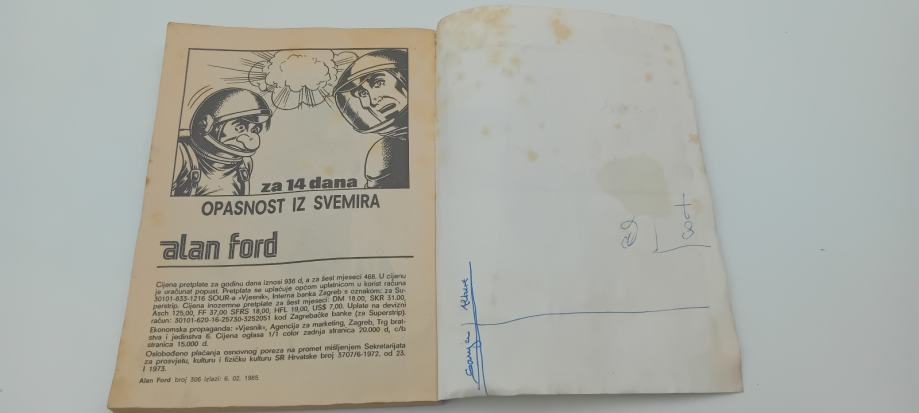 za 14 dana
OPASNOST IZ SVEMIRA
alan ford
Cijena pretplate za godinu dana iznosi 936 d, a za šest mjeseci 468. U cijenu
je uračunat popust. Pretplata se uplaćuje općom uplatnicom u korist računa
30101-833-1216 SOUR-a »Vjesnik«, Interna banka Zagreb s oznakom: za Su-
perstrip. Cijena inozemne pretplate za šest mjeseci: DM 18,00, SKR 31,00,
Asch 125,00, FF 37,00 SFRS 18,00, HFL 19,00, US$ 7,00. Uplate na devizni
račun: 30101-620-16-25730-3252051 kod Zagrebačke banke (za Superstrip).
Ekonomska propaganda: »Vjesnik«, Agencija za marketing, Zagreb, Trg brat-
stva i jedinstva 6. Cijena oglasa 1/1 color zadnja stranica 20.000 d, c/b
stranica 15.000 d.
Oslobođeno plaćanja osnovnog poreza na promet mišljenjem Sekretarijata
za prosvjetu, kulturu i fizičku kulturu SR Hrvatske broj 3707/6-1972, od 23.
I 1973.
Alan Ford broj 306 izlazi: 6. 02. 1985.